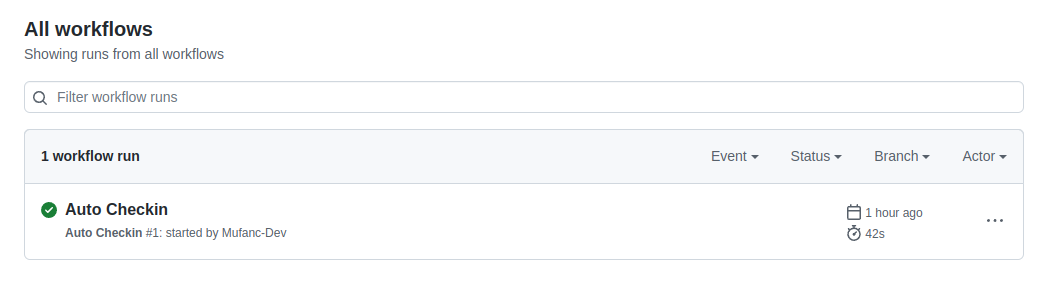 All workflows
Showing runs from all workflows
Filter workflow runs
1 workflow run Event Status Branch Actor
Auto Checkin 1 hour ago
Auto Checkin #1: started by Mufanc-Dev 42s